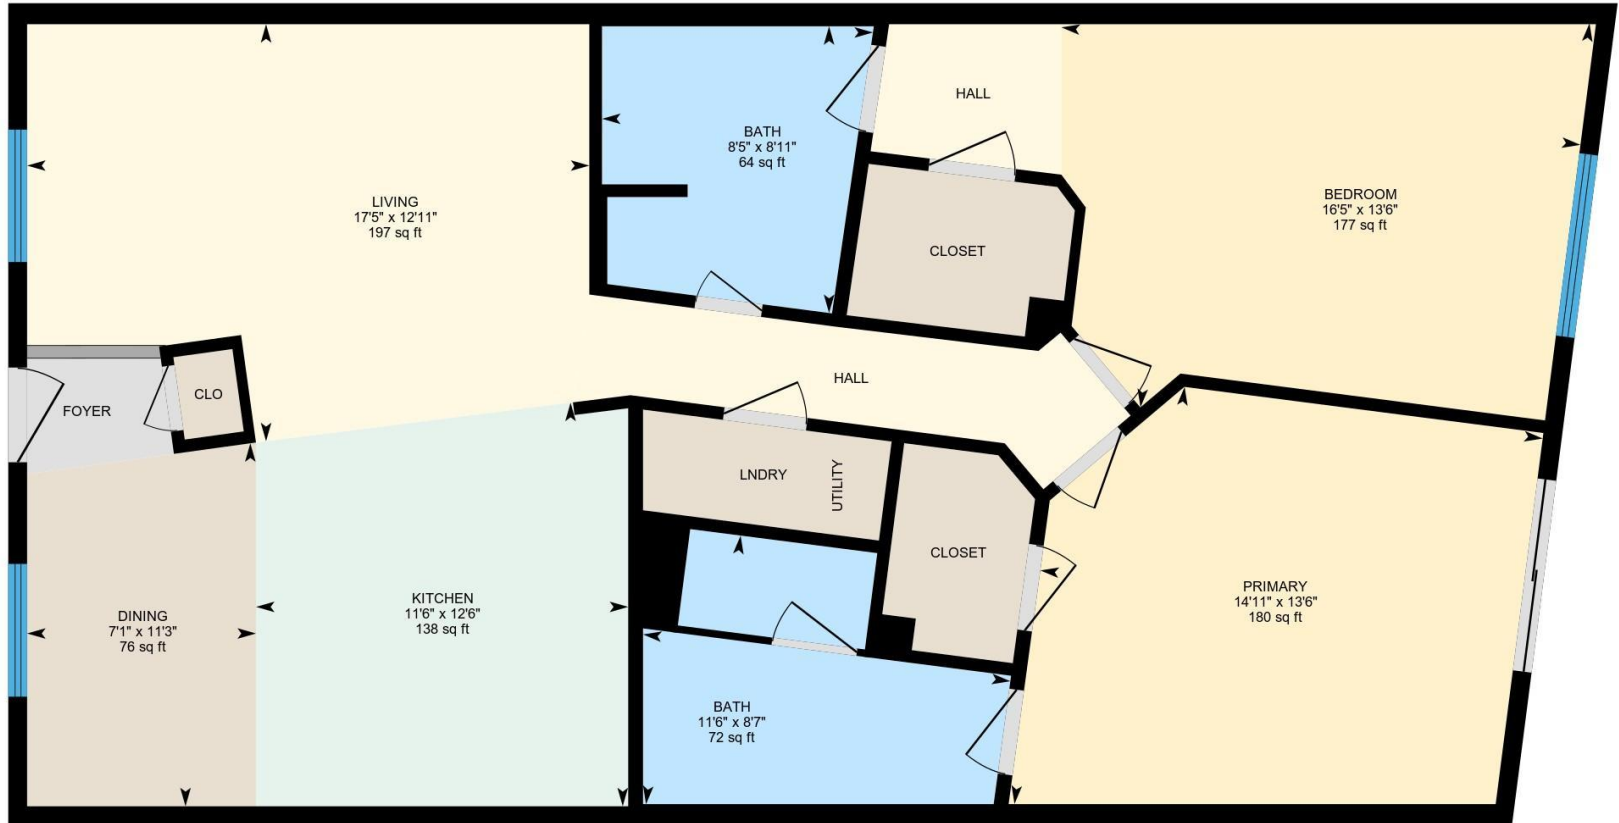 HALL
BATH
8'5" x 8'11"
64 sq ft
LIVING
17'5" x 12'11"
197 sq ft
BEDROOM
16'5" x 13'6"
177 sq ft
CLOSET
HALL
CLO
FOYER
LNDRY
UTILITY
CLOSET
DINING
7'1" x 11'3"
76 sq ft
KITCHEN
11'6" x 12'6"
138 sq ft
PRIMARY
14'11" x 13'6"
180 sq ft
BATH
11'6" x 8'7"
72 sq ft